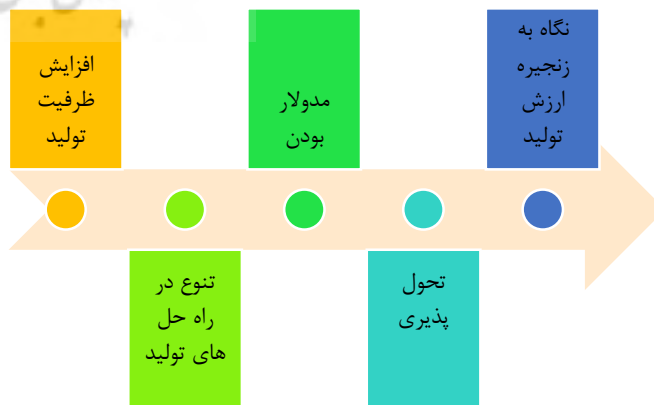 افزایش
ظرفیت
تولید
تنوع در
راه حل
های تولید
مدولار
بودن
تحول
پذیری
نگاه به
زنجیره
ارزش
تولید